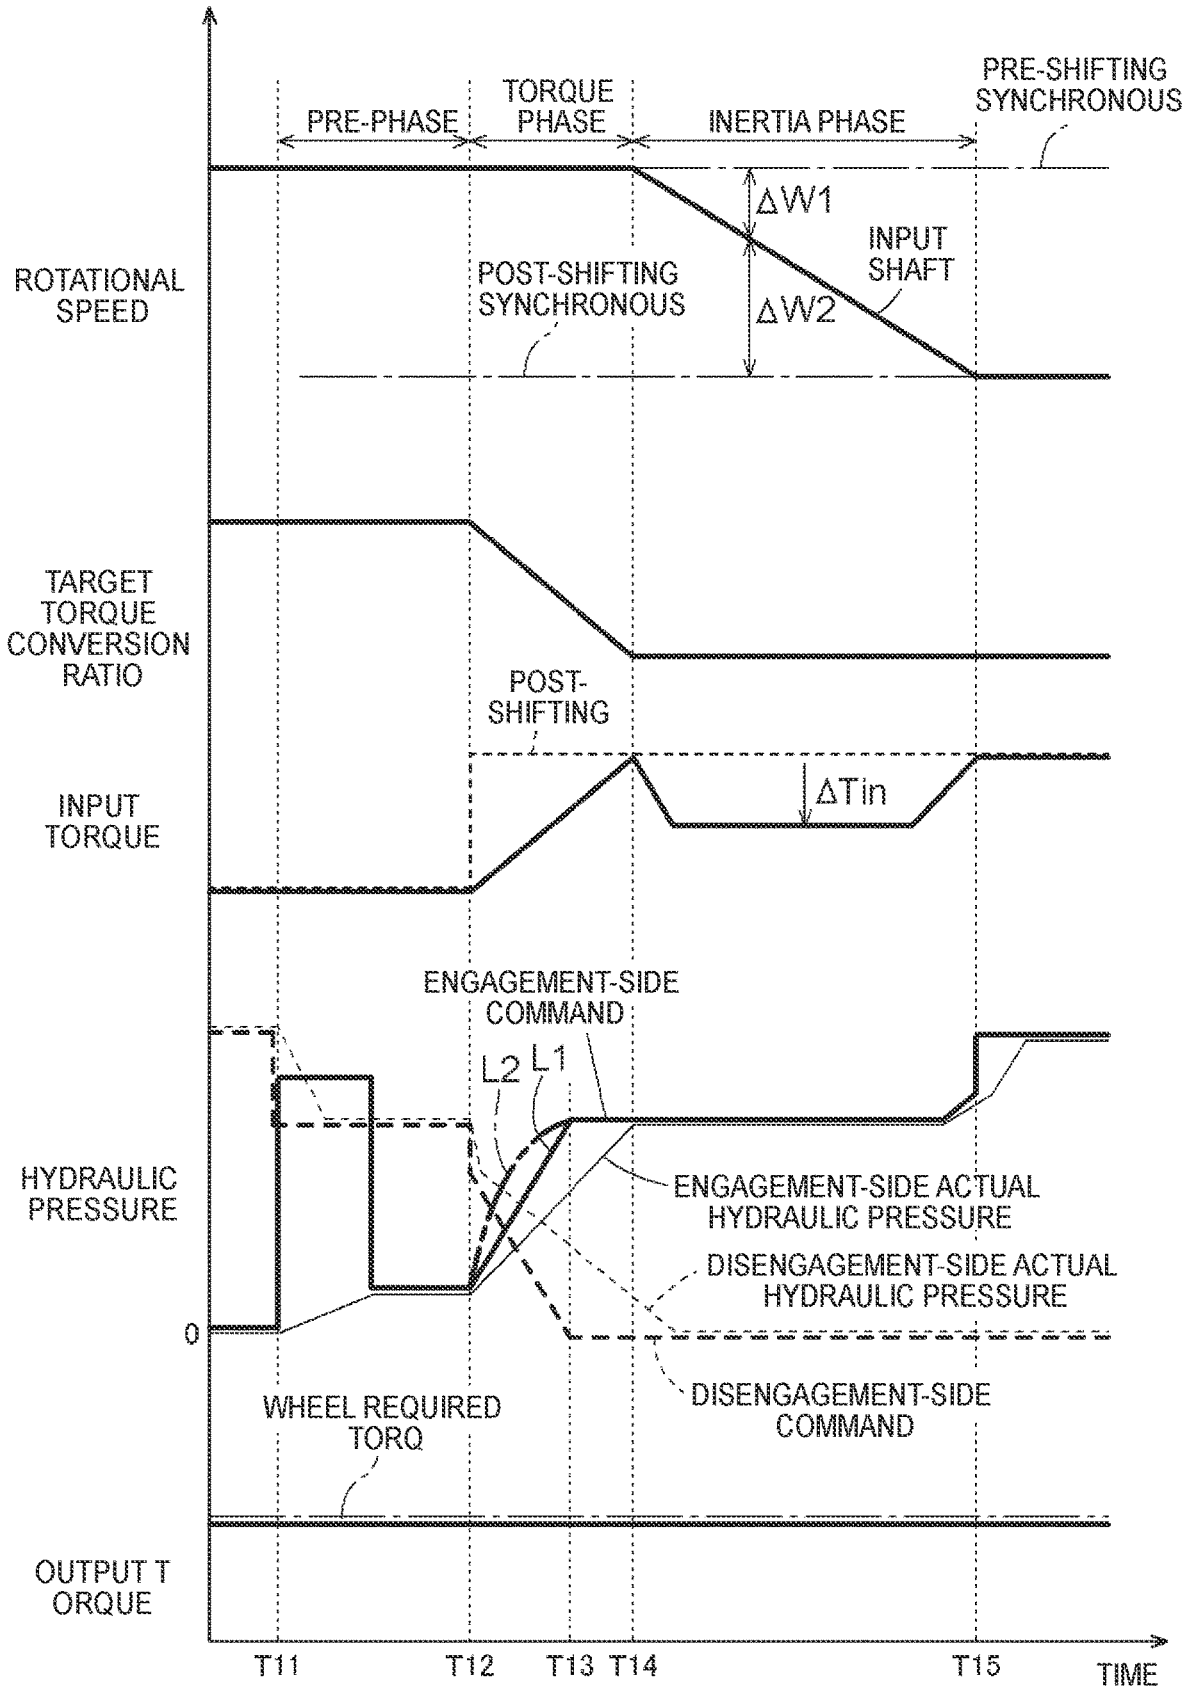 PRE-SHIFTING
SYNCHRONOUS
TORQUE
PHASE
PRE-PHASE
INERTIA PHASE
ΔW1
INPUT
SHAFT
POST-SHIFTING
SYNCHRONOUS
ΔW2
ROTATIONAL
SPEED
TARGET
TORQUE
CONVERSION
RATIO
POST-
SHIFTING
ΔTin
INPUT
TORQUE
ENGAGEMENT-SIDE
COMMAND
L2
L1
HYDRAULIC
PRESSURE
ENGAGEMENT-SIDE ACTUAL
HYDRAULIC PRESSURE
DISENGAGEMENT-SIDE ACTUAL
HYDRAULIC PRESSURE
0
DISENGAGEMENT-SIDE
COMMAND
WHEEL REQUIRED
TORQ
OUTPUT T
ORQUE
T11
T12
T13
T14
T15
TIME